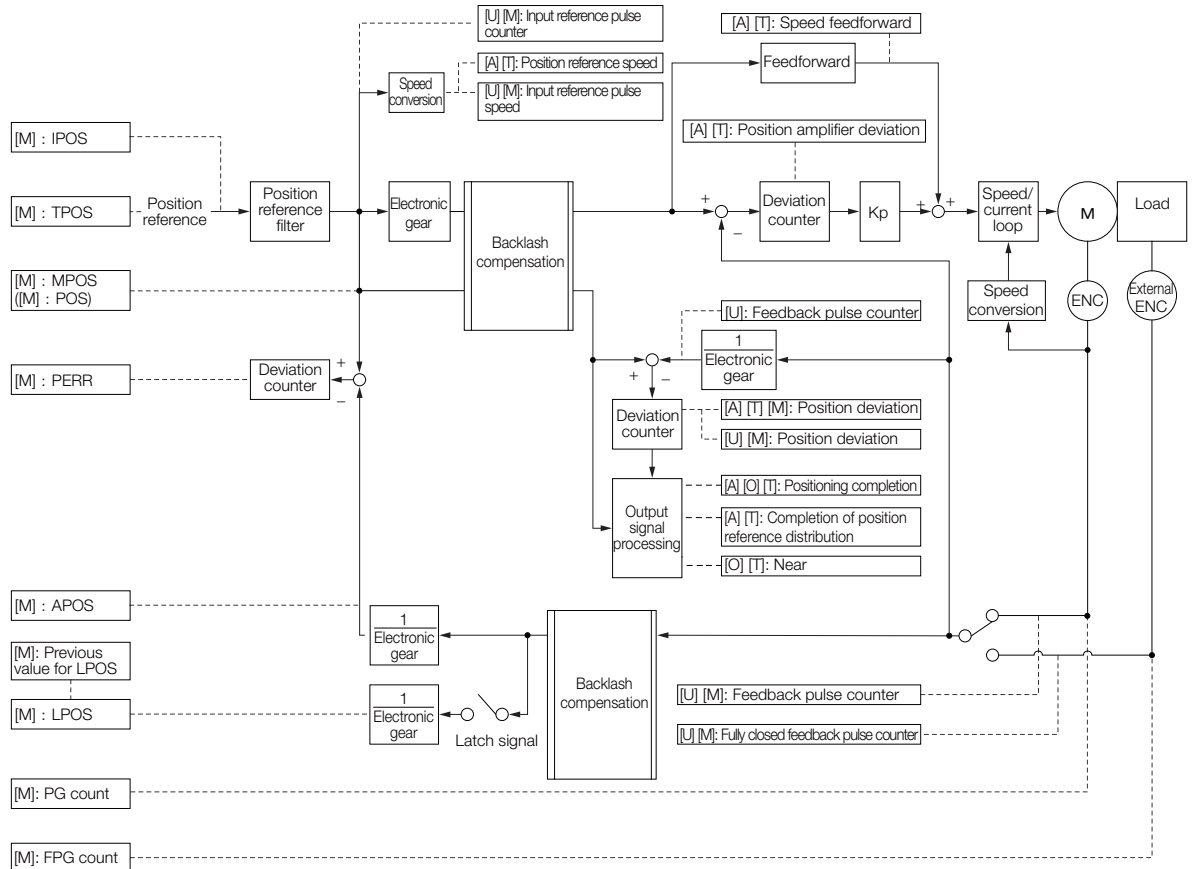 [U] [M]: Input reference pulse
counter
[A] [T]: Speed feedforward
[A] [T]: Position reference speed
Speed
conversion
[U] [M]: Input reference pulse
speed
Feedforward
[M] : IPOS
[A] [T]: Position amplifier deviation
[M] : TPOS
Position
reference
Position
reference
filter
Electronic
gear
Backlash
compensation
+
−
Deviation
counter
Kp
+
+
Speed/
current
loop
M
Load
[M] : MPOS
([M] : POS)
Speed
conversion
ENC
External
ENC
[U]: Feedback pulse counter
1
Electronic
gear
[M] : PERR
Deviation
counter
+
−
+
−
Deviation
counter
[A] [T] [M]: Position deviation
[U] [M]: Position deviation
Output
signal
processing
[A] [O] [T]: Positioning completion
[A] [T]: Completion of position
reference distribution
[O] [T]: Near
[M] : APOS
1
Electronic
gear
[M]: Previous
value for LPOS
Backlash
compensation
[M] : LPOS
1
Electronic
gear
Latch signal
[U] [M]: Feedback pulse counter
[U] [M]: Fully closed feedback pulse counter
[M]: PG count
[M]: FPG count